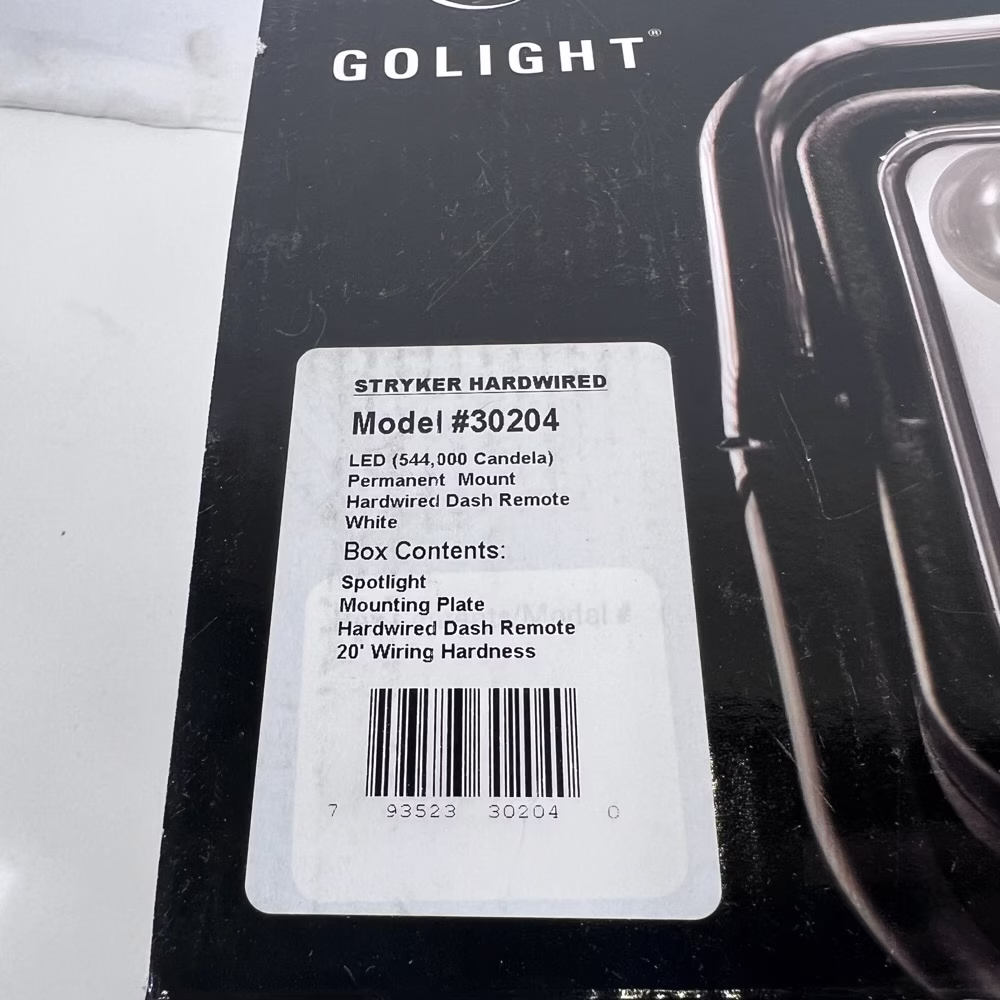 GOLIGHT®
STRYKER HARDWIRED
Model #30204
LED (544,000 Candela)
Permanent Mount
Hardwired Dash Remote
White
Box Contents:
Spotlight
Mounting Plate
Hardwired Dash Remote
20' Wiring Hardness
7 93523 30204 0